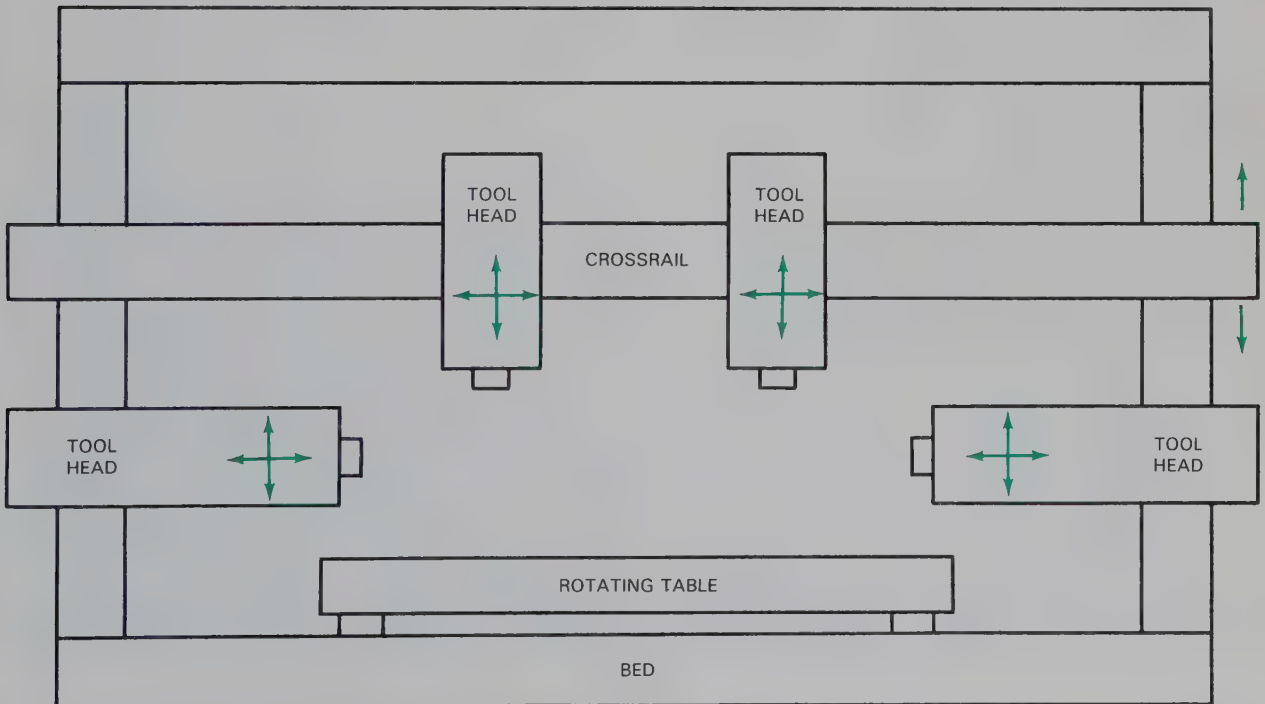 TOOL
HEAD
TOOL
HEAD
CROSSRAIL
TOOL
HEAD
TOOL
HEAD
ROTATING TABLE
BED